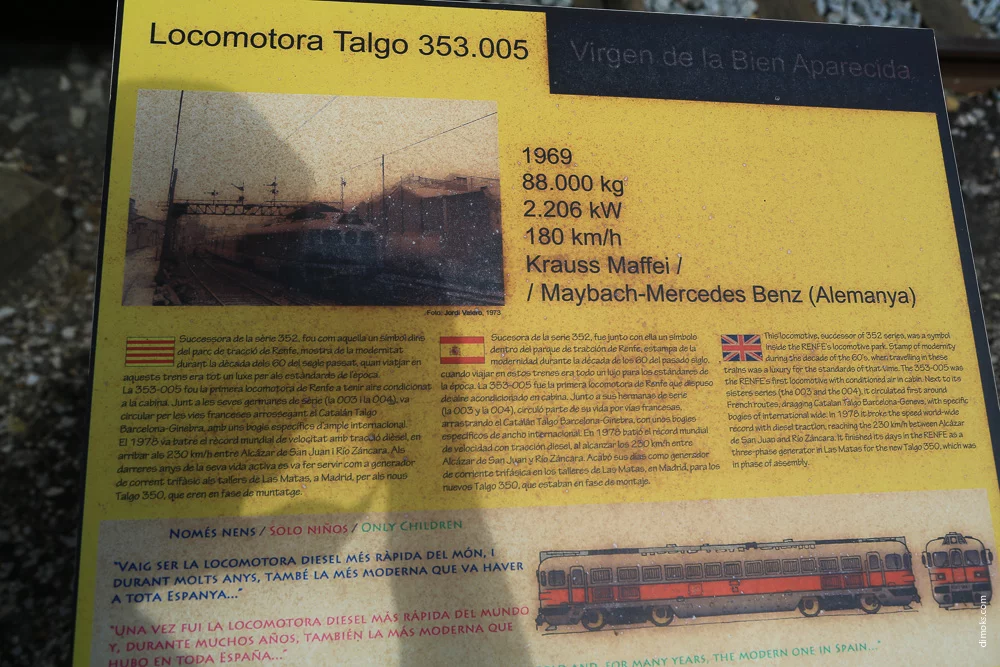 Locomotora Talgo 353.005
Virgen de la Bien Aparecida
1969
88.000 kg
2.206 kW
180 km/h
Krauss Maffei /
/ Maybach-Mercedes Benz (Alemanya)
Foto: Jordi Valero, 1973
Successora de la sèrie 352, fou com aquella un símbol dins
del parc de tracció de Renfe, mostra de la modernitat
durant la dècada dels 60 del segle passat, quan viatjar en
aquests trens era tot un luxe per als estàndards de l'època.
La 353-005 fou la primera locomotora de Renfe a tenir aire condicionat
a la cabina. Junt a les seves germanes de sèrie (la 003 i la 004), va
circular per les vies franceses arrossegant el Catalán Talgo
Barcelona-Ginebra, amb uns bogis específics d'ample internacional.
El 1978 va batre el rècord mundial de velocitat amb tracció dièsel, en
arribar als 230 km/h entre Alcázar de San Juan i Río Záncara. Als
darreners anys de la seva vida activa es va fer servir com a generador
de corrent trifàsic als tallers de Las Matas, a Madrid, per als nous
Talgo 350, que eren en fase de muntatge.
Sucesora de la serie 352, fue junto con ella un símbolo
dentro del parque de tracción de Renfe, estampa de la
modernidad durante la década de los 60 del pasado siglo,
cuando viajar en estos trenes era todo un lujo para los estándares de
la época. La 353-005 fue la primera locomotora de Renfe que dispuso
de aire acondicionado en cabina. Junto a sus hermanas de serie
(la 003 y la 004), circuló parte de su vida por vías francesas,
arrastrando el Catalán Talgo Barcelona-Ginebra, con unos bogies
específicos de ancho internacional. En 1978 batió el récord mundial
de velocidad con tracción diesel, al alcanzar los 230 km/h entre
Alcázar de San Juan y Río Záncara. Acabó sus días como generador
de corriente trifásica en los talleres de Las Matas, en Madrid, para los
nuevos Talgo 350, que estaban en fase de montaje.
This locomotive, successor of 352 series, was a symbol
inside the RENFE's locomotive park. Stamp of modernity
during the decade of the 60's, when travelling in these
trains was a luxury for the standards of that time. The 353-005 was
the RENFE's first locomotive with conditioned air in cabin. Next to its
sisters series (the 003 and the 004), it circulated first around
French routes, dragging Catalan Talgo Barcelona-Geneve, with specific
bogies of international wide. In 1978 it broke the speed world-wide
record with diesel traction, reaching the 230 km/h between Alcázar
de San Juan and Río Záncara. It finished its days in the RENFE as a
three-phase generator in Las Matas for the new Talgo 350, which was
in phase of assembly.
Només nens / Solo niños / Only Children
"Vaig ser la locomotora diesel més ràpida del món, i
durant molts anys, també la més moderna que va haver
a tota Espanya..."
"Una vez fui la locomotora diesel más rápida del mundo
y, durante muchos años, también la más moderna que
hubo en toda España..."
and, for many years, the modern one in Spain..."
dimoks.com